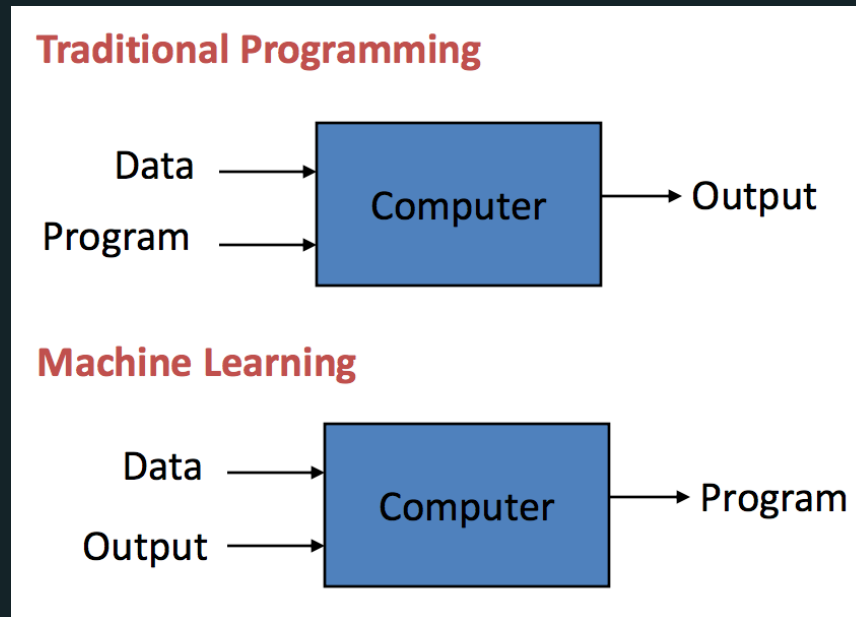 Traditional Programming
Data
Program
Computer
Output
Machine Learning
Data
Output
Computer
Program